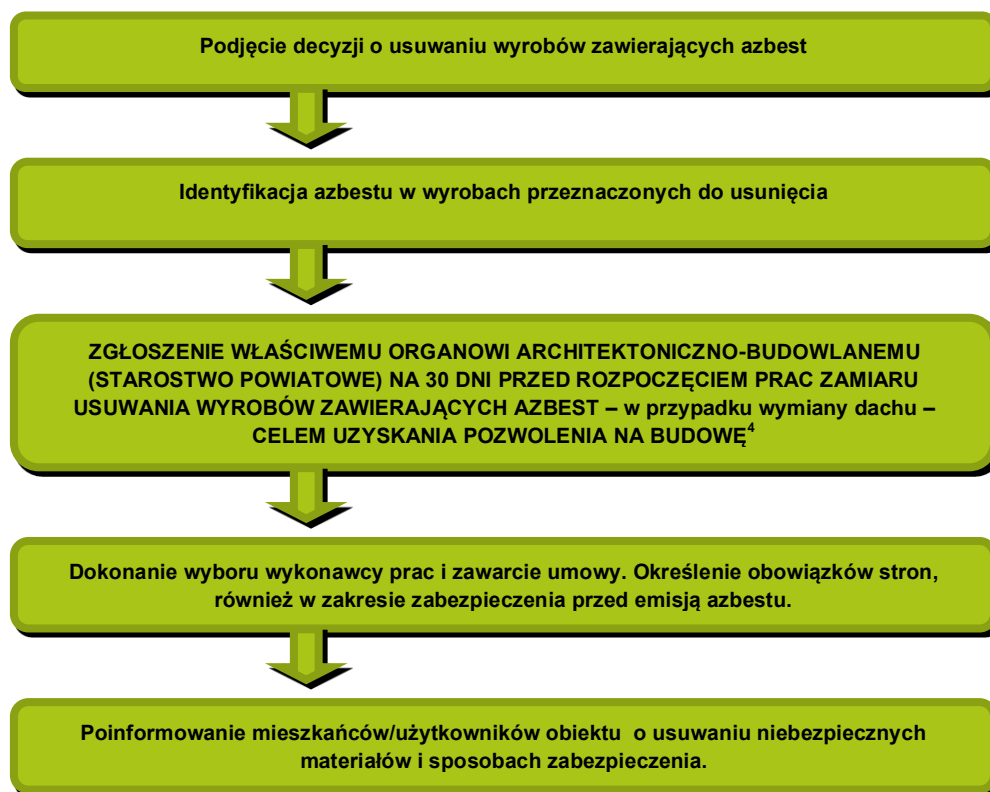 Podjęcie decyzji o usuwaniu wyrobów zawierających azbest
Identyfikacja azbestu w wyrobach przeznaczonych do usunięcia
ZGŁOSZENIE WŁAŚCIWEMU ORGANOWI ARCHITEKTONICZNO-BUDOWLANEMU
(STAROSTWO POWIATOWE) NA 30 DNI PRZED ROZPOCZĘCIEM PRAC ZAMIARU
USUWANIA WYROBÓW ZAWIERAJĄCYCH AZBEST – w przypadku wymiany dachu –
CELEM UZYSKANIA POZWOLENIA NA BUDOWĘ⁴
Dokonanie wyboru wykonawcy prac i zawarcie umowy. Określenie obowiązków stron,
również w zakresie zabezpieczenia przed emisją azbestu.
Poinformowanie mieszkańców/użytkowników obiektu o usuwaniu niebezpiecznych
materiałów i sposobach zabezpieczenia.